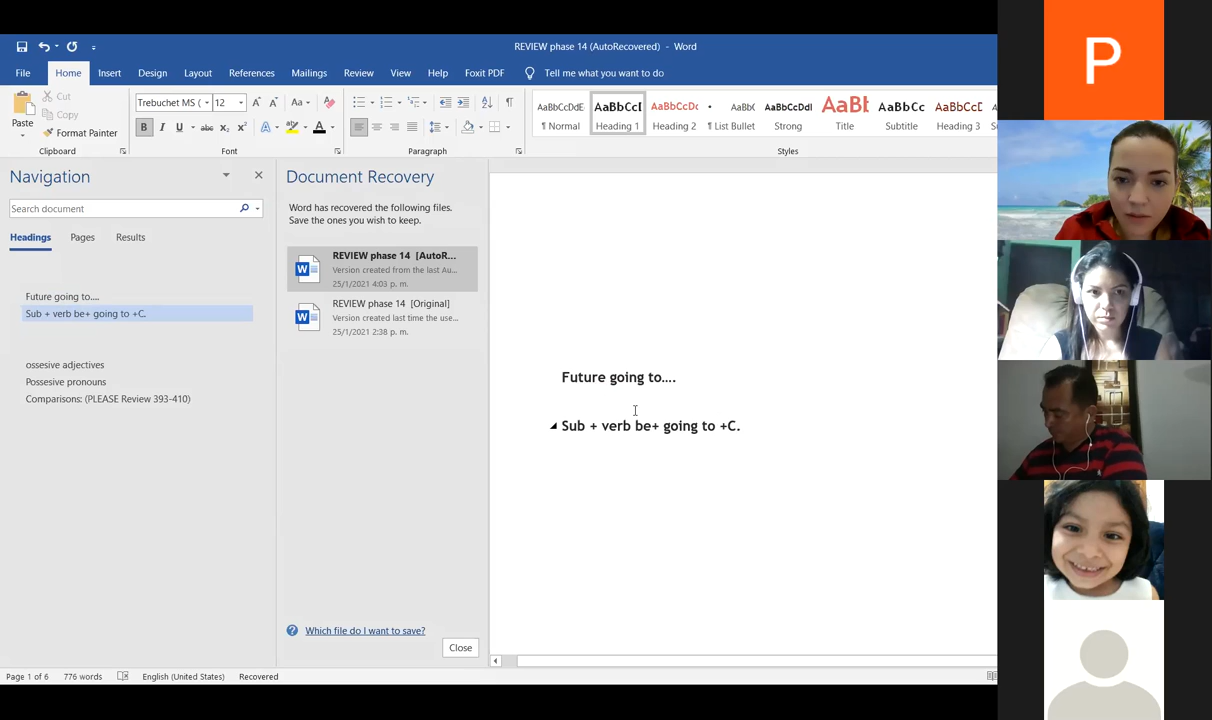 REVIEW phase 14 (AutoRecovered) - Word
File Home Insert Design Layout References Mailings Review View Help Foxit PDF Tell me what you want to do
Paste
Cut
Copy
Format Painter
Clipboard
Trebuchet MS ( 12
Font
Paragraph
AaBbCcDdE AaBbCcI AaBbCcDc AaBbC AaBbCcDdI AaBb AaBbCcD AaBbCcD
¶ Normal Heading 1 Heading 2 ¶ List Bullet Strong Title Subtitle Heading 3
Styles
Navigation
Search document
Headings Pages Results
Future going to....
Sub + verb be+ going to +C.
ossesive adjectives
Possesive pronouns
Comparisons: (PLEASE Review 393-410)
Document Recovery
Word has recovered the following files.
Save the ones you wish to keep.
REVIEW phase 14 [AutoR...
Version created from the last Au...
25/1/2021 4:03 p. m.
REVIEW phase 14 [Original]
Version created last time the use...
25/1/2021 2:38 p. m.
Which file do I want to save?
Close
Future going to....
Sub + verb be+ going to +C.
Page 1 of 6 776 words English (United States) Recovered
P